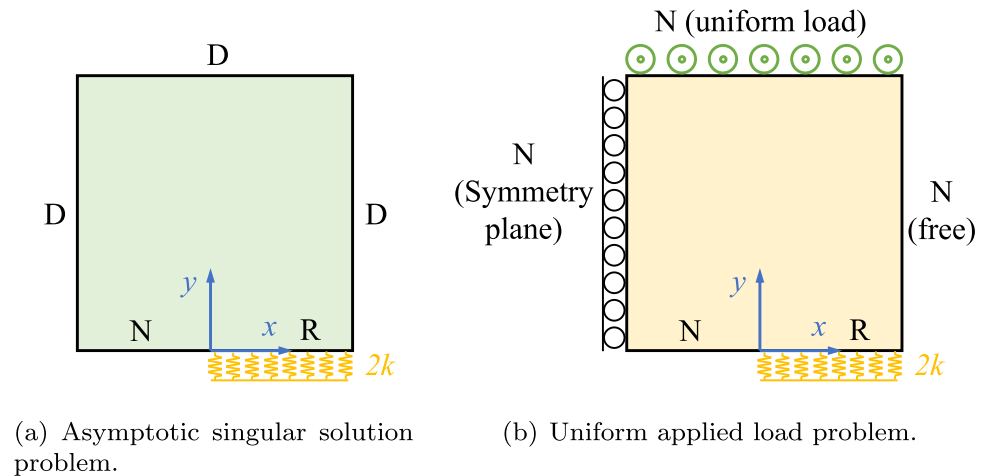 D
D
D
y
x
N
R
2k
(a) Asymptotic singular solution
problem.
N (uniform load)
N
(Symmetry
plane)
N
(free)
y
x
N
R
2k
(b) Uniform applied load problem.